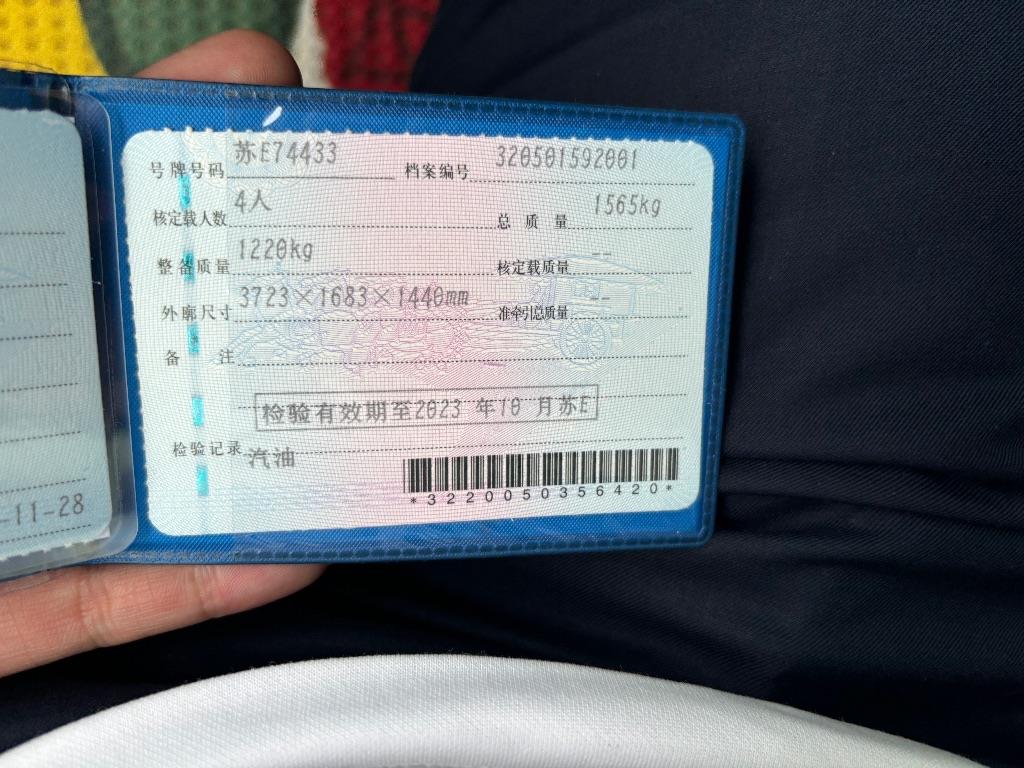 号牌号码 苏E74433 档案编号 320501592001
核定载人数 4人 总质量 1565kg
整备质量 1220kg 核定载质量 --
外廓尺寸 3723×1683×1440mm 准牵引总质量 --
备注
检验有效期至2023 年10 月苏E
检验记录 汽油
*3220050356420*
-11-28